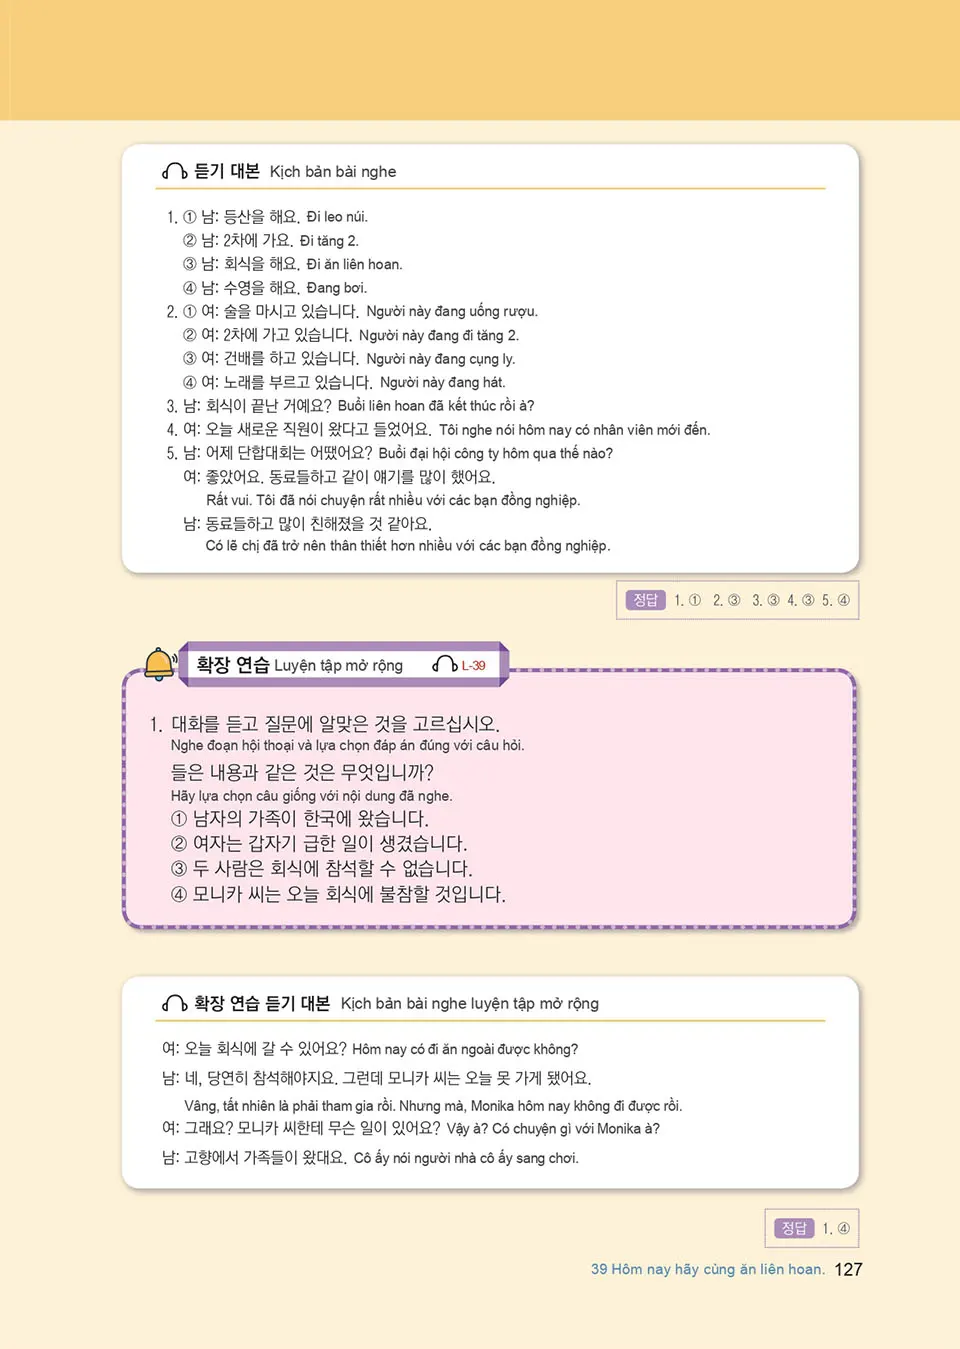 듣기 대본 Kịch bản bài nghe
1. ① 남: 등산을 해요. Đi leo núi.
② 남: 2차에 가요. Đi tăng 2.
③ 남: 회식을 해요. Đi ăn liên hoan.
④ 남: 수영을 해요. Đang bơi.
2. ① 여: 술을 마시고 있습니다. Người này đang uống rượu.
② 여: 2차에 가고 있습니다. Người này đang đi tăng 2.
③ 여: 건배를 하고 있습니다. Người này đang cụng ly.
④ 여: 노래를 부르고 있습니다. Người này đang hát.
3. 남: 회식이 끝난 거예요? Buổi liên hoan đã kết thúc rồi à?
4. 여: 오늘 새로운 직원이 왔다고 들었어요. Tôi nghe nói hôm nay có nhân viên mới đến.
5. 남: 어제 단합대회는 어땠어요? Buổi đại hội công ty hôm qua thế nào?
여: 좋았어요. 동료들하고 같이 얘기를 많이 했어요.
Rất vui. Tôi đã nói chuyện rất nhiều với các bạn đồng nghiệp.
남: 동료들하고 많이 친해졌을 것 같아요.
Có lẽ chị đã trở nên thân thiết hơn nhiều với các bạn đồng nghiệp.
정답 1. ① 2. ③ 3. ③ 4. ③ 5. ④
확장 연습 Luyện tập mở rộng L-39
1. 대화를 듣고 질문에 알맞은 것을 고르십시오.
Nghe đoạn hội thoại và lựa chọn đáp án đúng với câu hỏi.
들은 내용과 같은 것은 무엇입니까?
Hãy lựa chọn câu giống với nội dung đã nghe.
① 남자의 가족이 한국에 왔습니다.
② 여자는 갑자기 급한 일이 생겼습니다.
③ 두 사람은 회식에 참석할 수 없습니다.
④ 모니카 씨는 오늘 회식에 불참할 것입니다.
확장 연습 듣기 대본 Kịch bản bài nghe luyện tập mở rộng
여: 오늘 회식에 갈 수 있어요? Hôm nay có đi ăn ngoài được không?
남: 네, 당연히 참석해야지요. 그런데 모니카 씨는 오늘 못 가게 됐어요.
Vâng, tất nhiên là phải tham gia rồi. Nhưng mà, Monika hôm nay không đi được rồi.
여: 그래요? 모니카 씨한테 무슨 일이 있어요? Vậy à? Có chuyện gì với Monika à?
남: 고향에서 가족들이 왔대요. Cô ấy nói người nhà cô ấy sang chơi.
정답 1. ④
39 Hôm nay hãy cùng ăn liên hoan. 127